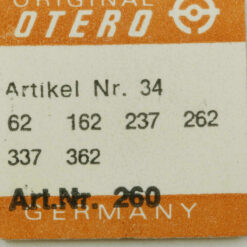 ORIGINAL
OTERO
Artikel Nr. 34
62 162 237 262
337 362
Art.Nr. 260
GERMANY